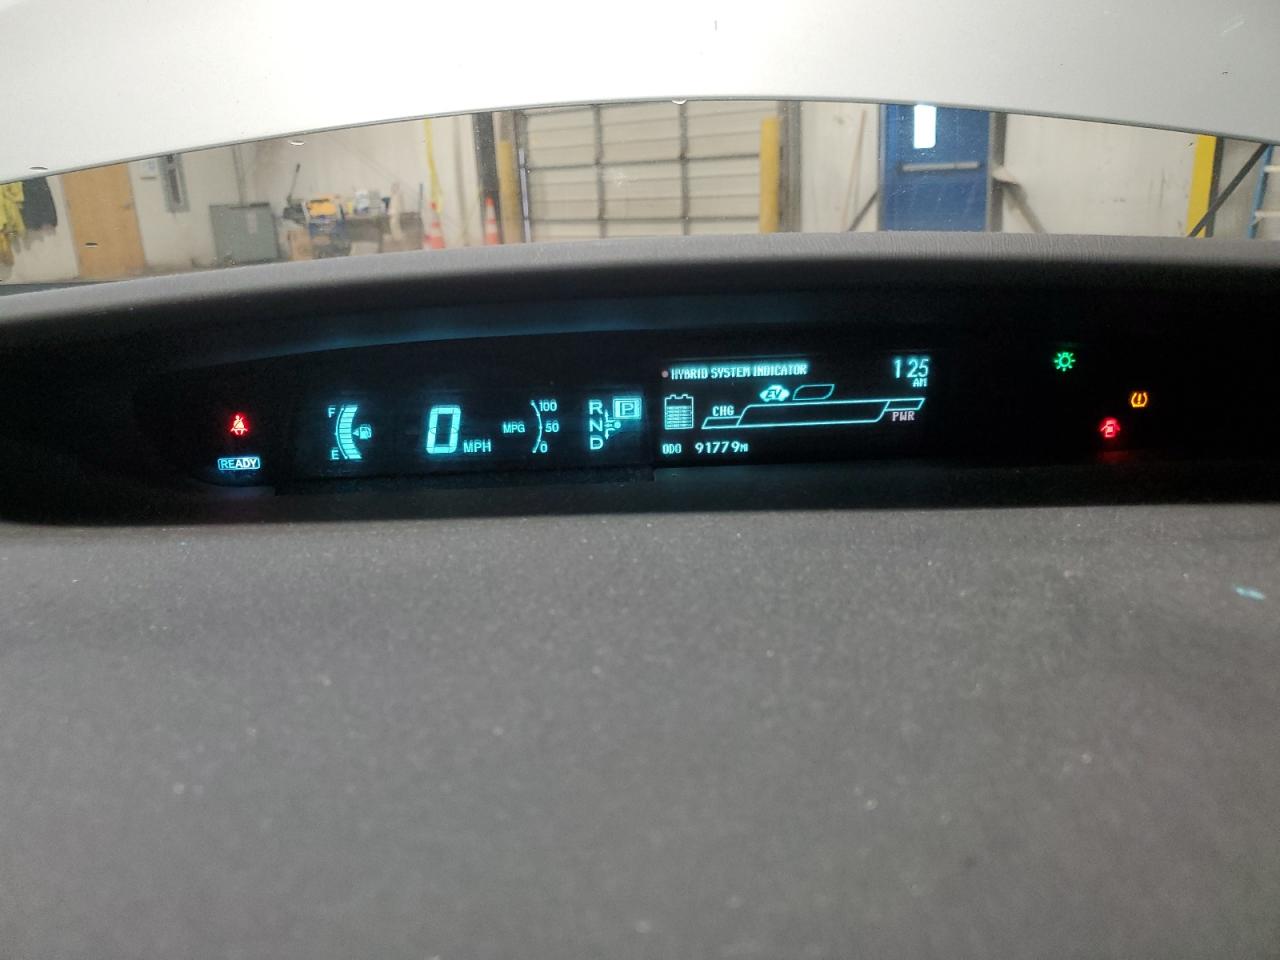 READY
F
E
0 MPH
MPG
100
50
0
R
N
D
P
HYBRID SYSTEM INDICATOR
1 25
AM
EV
CHG
PWR
ODO 91779MI